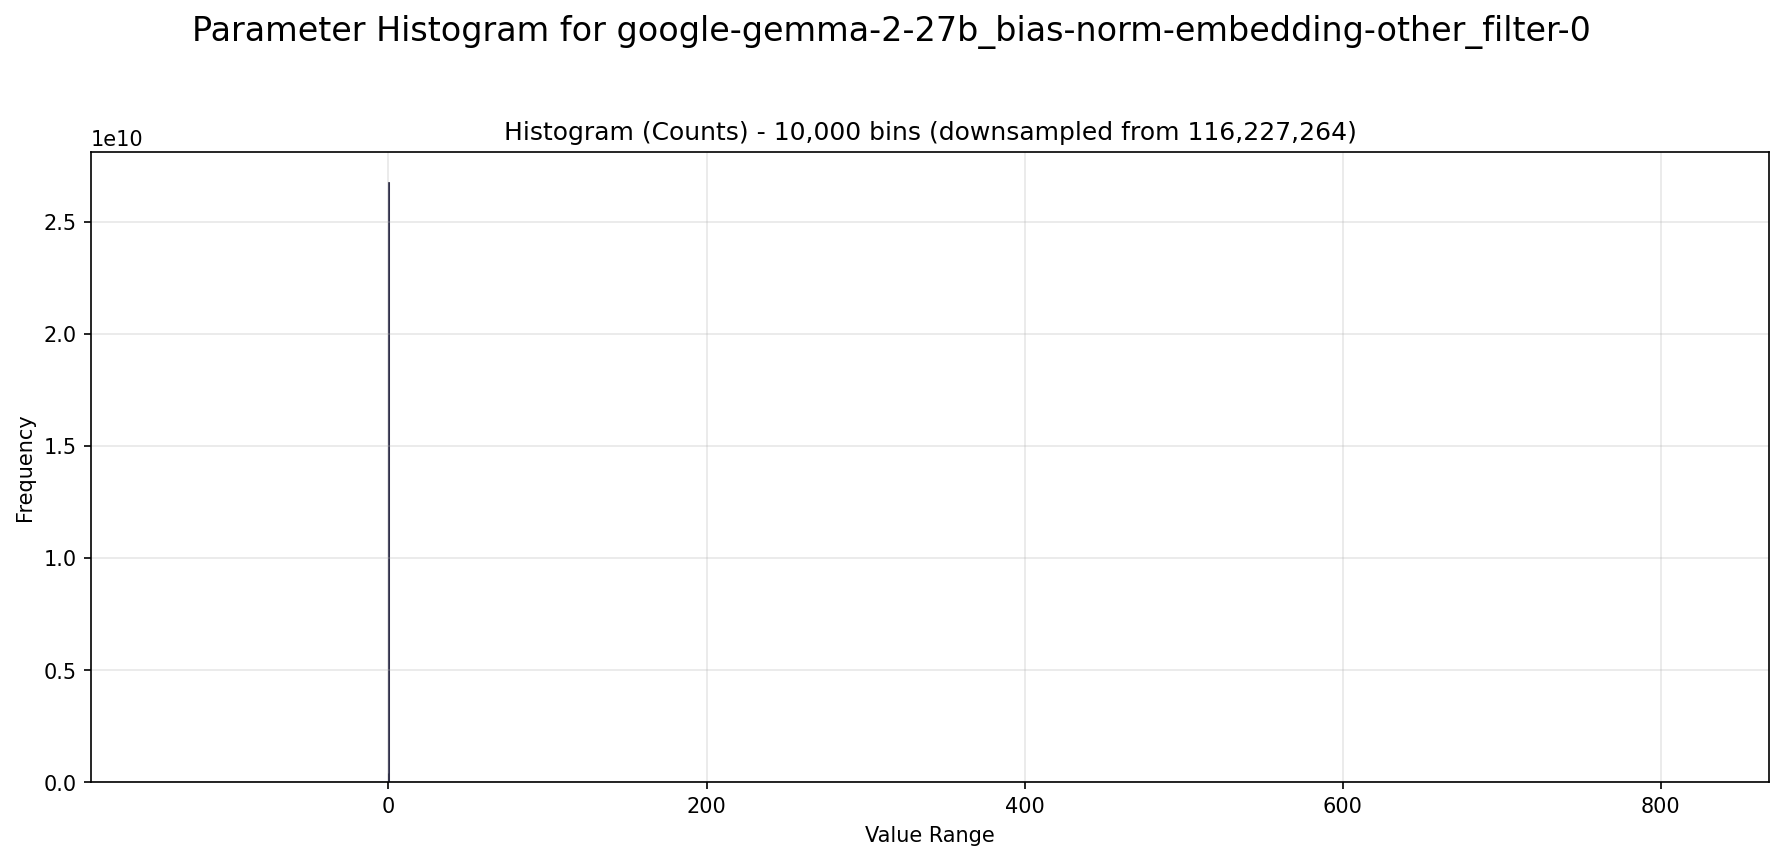 Parameter Histogram for google-gemma-2-27b_bias-norm-embedding-other_filter-0
Histogram (Counts) - 10,000 bins (downsampled from 116,227,264)
1e10
2.5
2.0
1.5
1.0
0.5
0.0
Frequency
0 200 400 600 800
Value Range